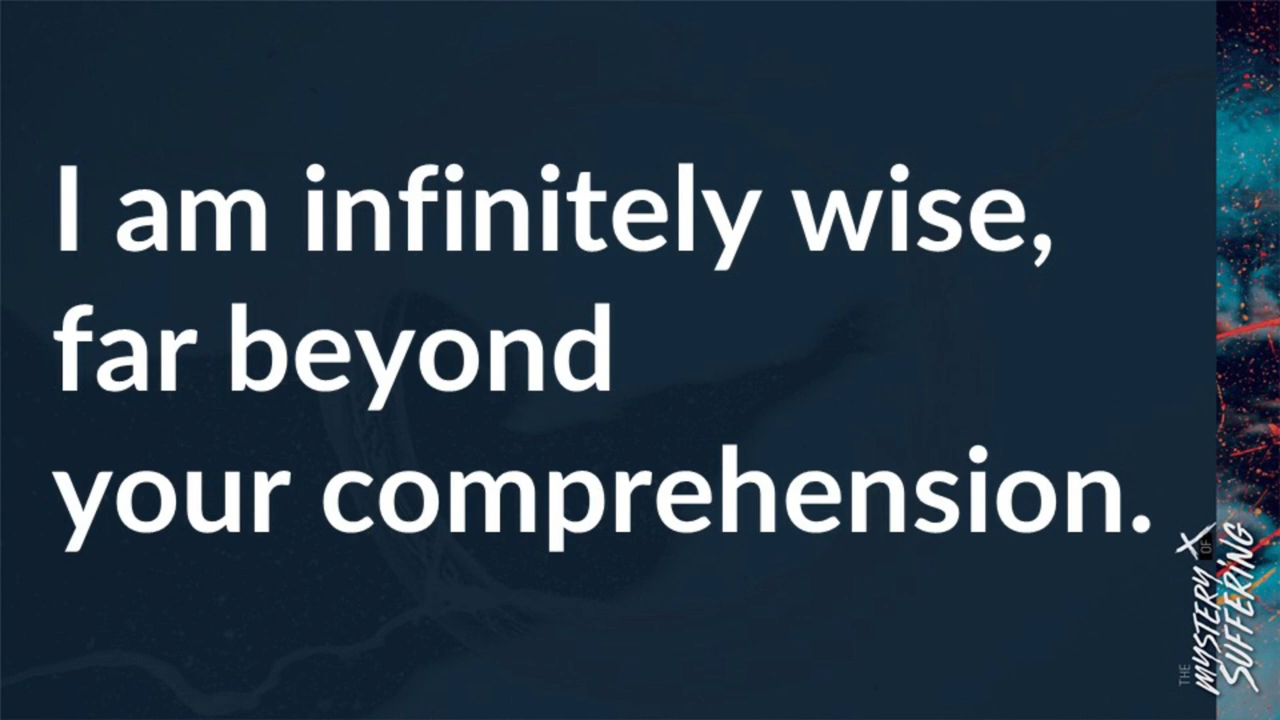 I am infinitely wise,
far beyond
your comprehension.
THE
MYSTERY OF
SUFFERING